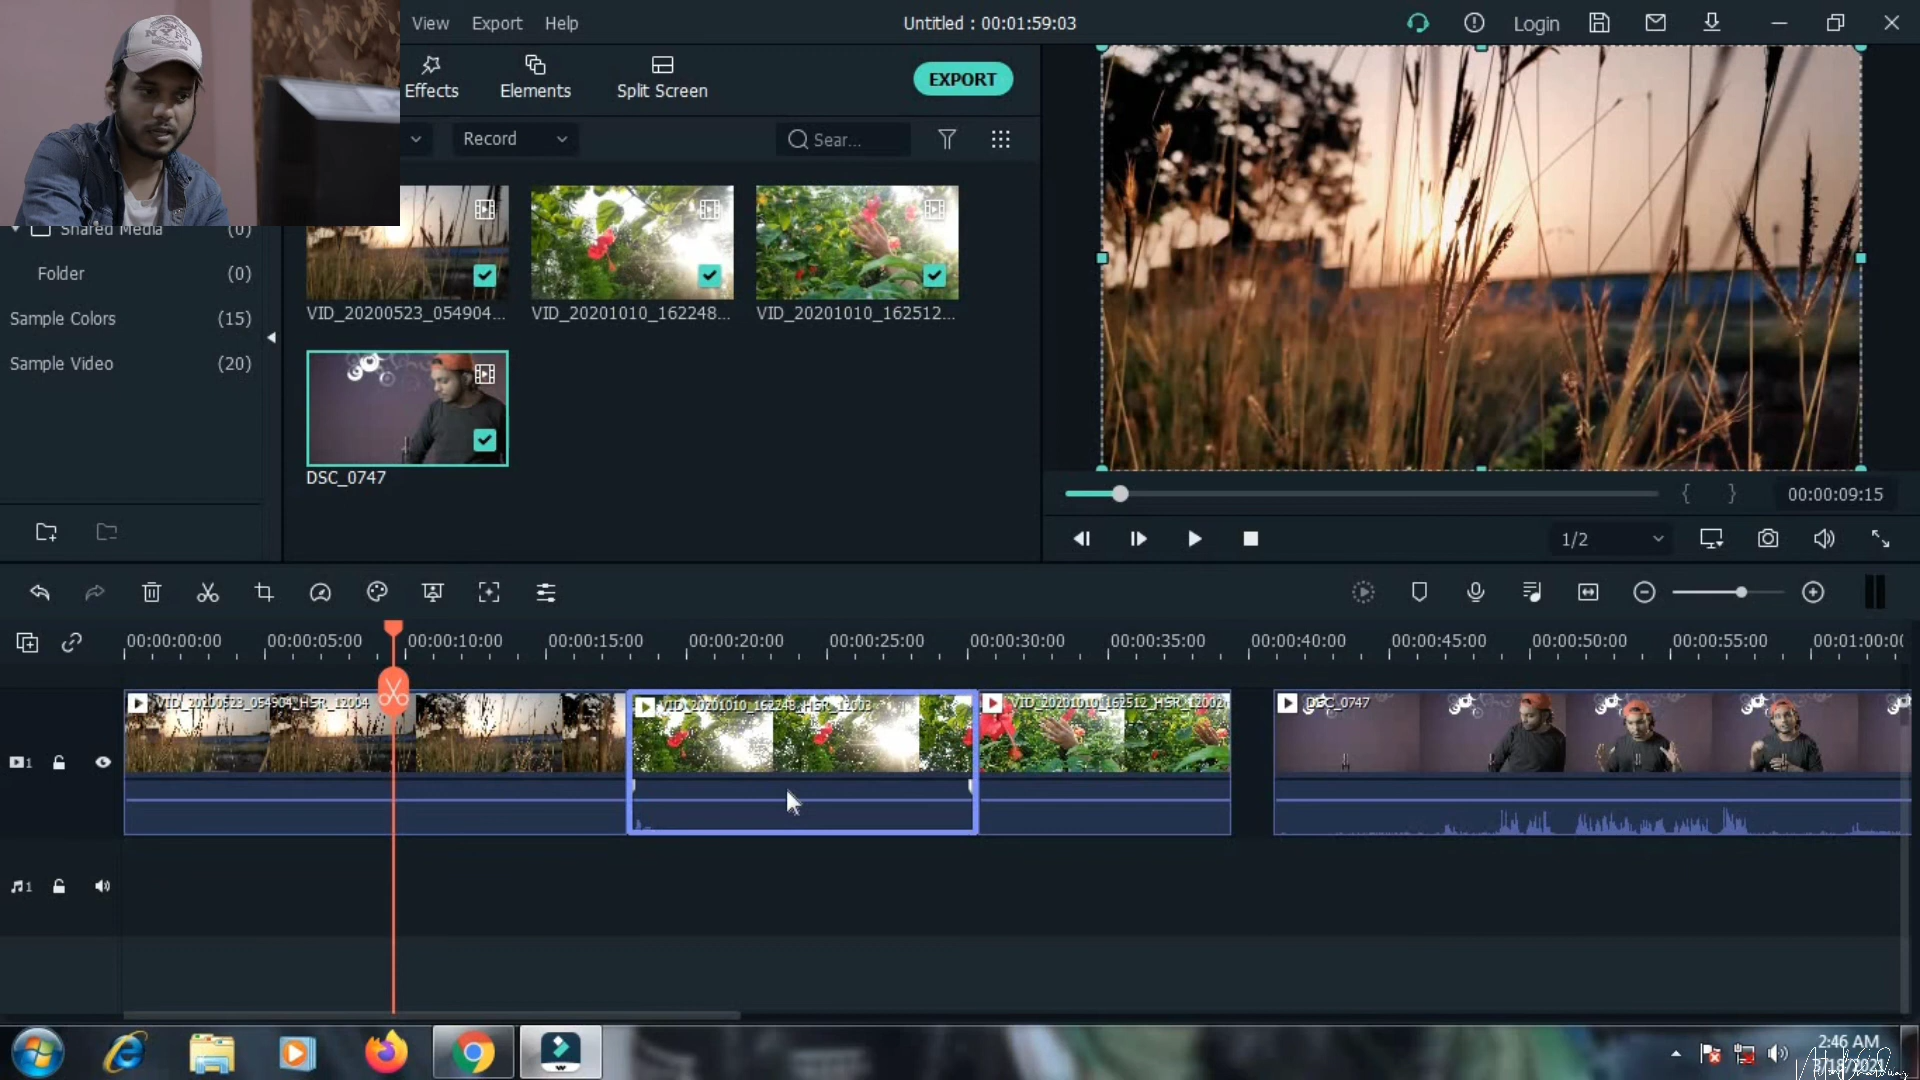 View Export Help
Untitled : 00:01:59:03
Login
Effects
Elements
Split Screen
EXPORT
Record
Sear...
Shared Media (0)
Folder (0)
Sample Colors (15)
Sample Video (20)
VID_20200523_054904...
VID_20201010_162248...
VID_20201010_162512...
DSC_0747
00:00:09:15
1/2
00:00:00:00 00:00:05:00 00:00:10:00 00:00:15:00 00:00:20:00 00:00:25:00 00:00:30:00 00:00:35:00 00:00:40:00 00:00:45:00 00:00:50:00 00:00:55:00 00:01:00:0
VID_20200523_054904_HSR_12004
VID_20201010_162248_HSR_12003
VID_20201010_162512_HSR_12002
DSC_0747
1
1
2:46 AM
3/18/2021